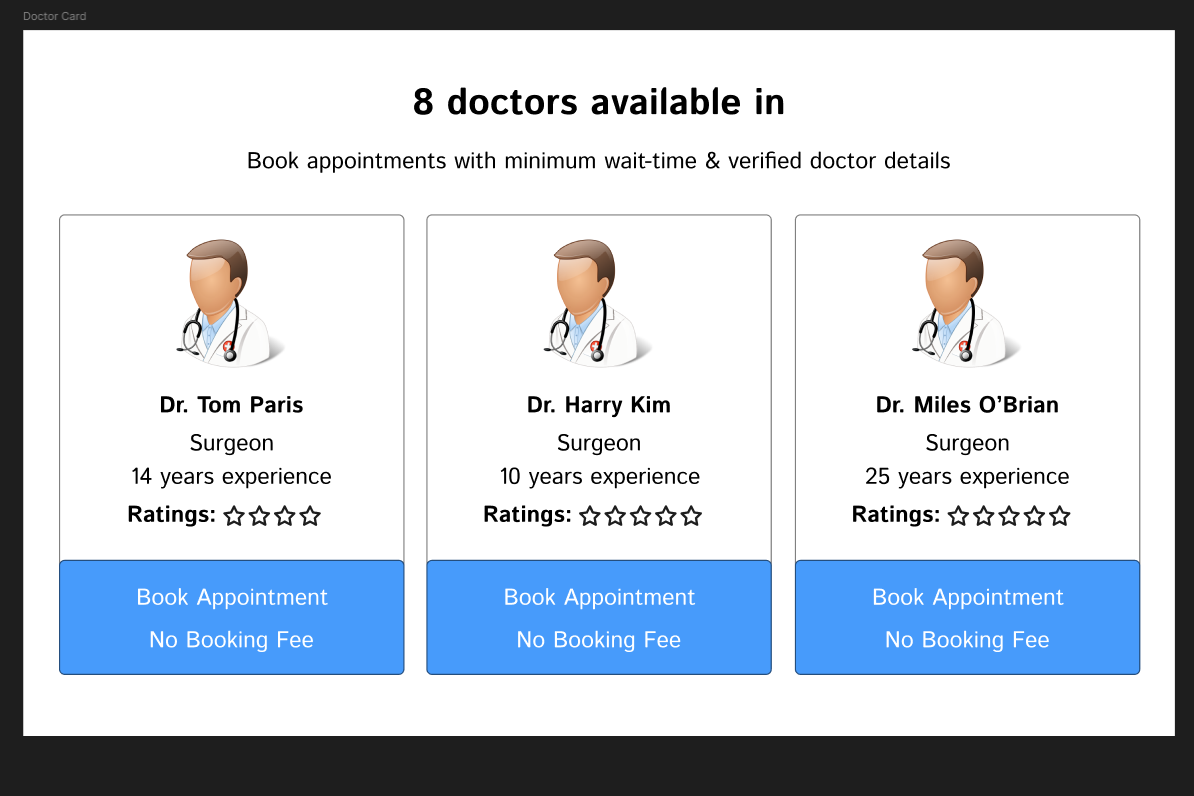 Doctor Card
8 doctors available in
Book appointments with minimum wait-time & verified doctor details
Dr. Tom Paris
Surgeon
14 years experience
Ratings:
Book Appointment
No Booking Fee
Dr. Harry Kim
Surgeon
10 years experience
Ratings:
Book Appointment
No Booking Fee
Dr. Miles O’Brian
Surgeon
25 years experience
Ratings:
Book Appointment
No Booking Fee